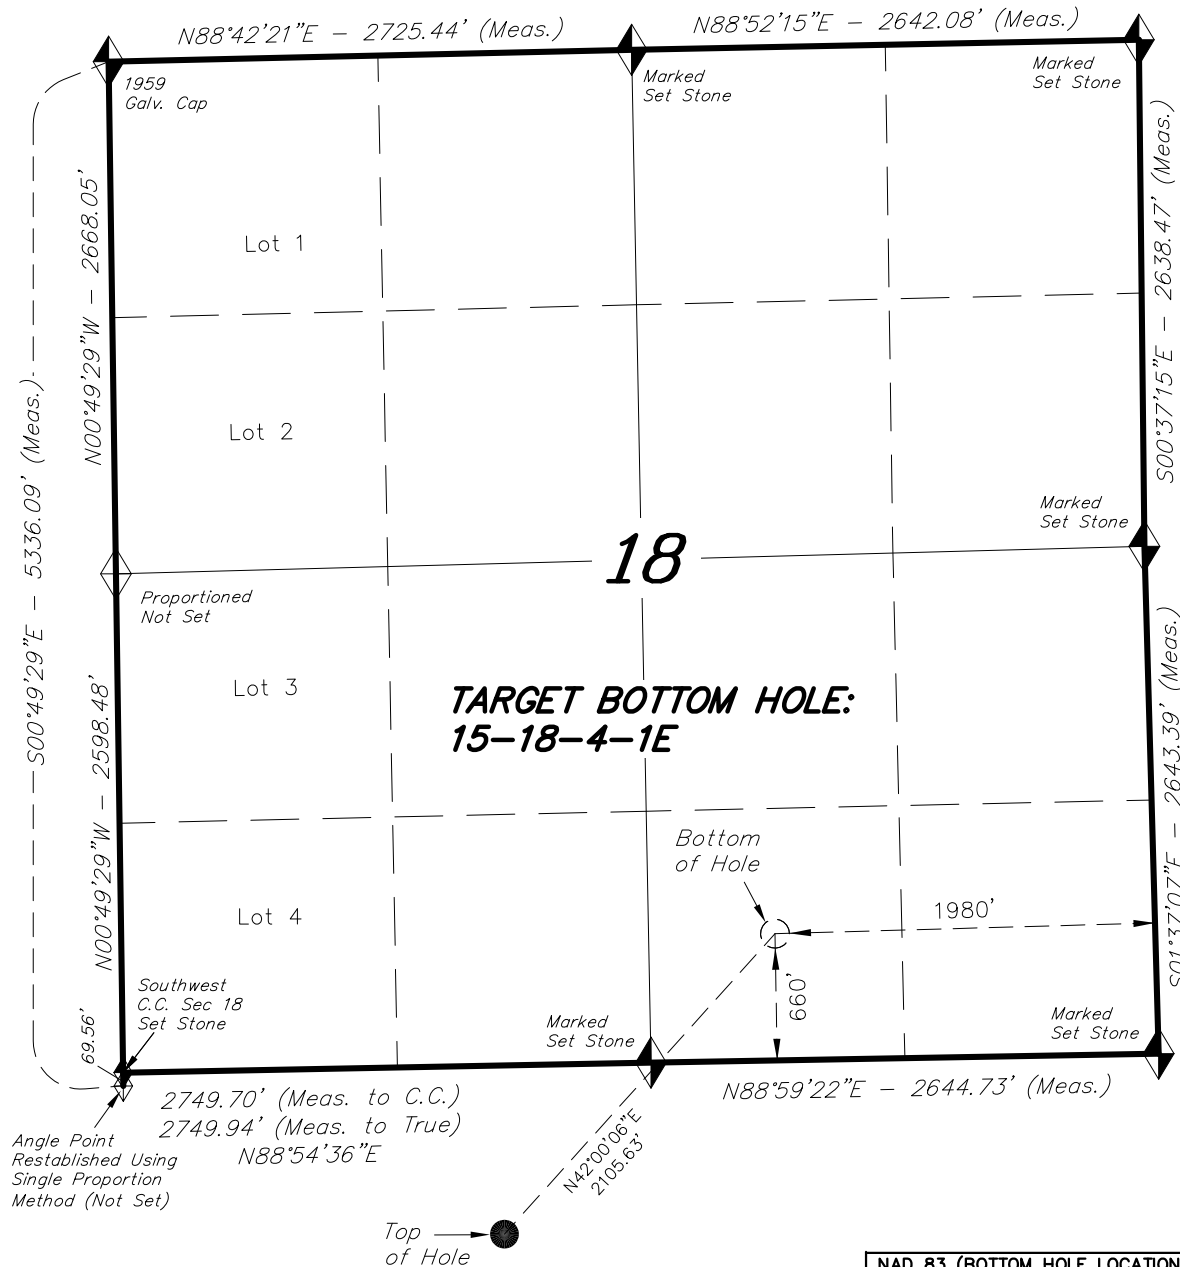 N88°42'21"E - 2725.44' (Meas.)
N88°52'15"E - 2642.08' (Meas.)
1959
Galv. Cap
Marked
Set Stone
Marked
Set Stone
N00°49'29"W - 2668.05'
S00°37'15"E - 2638.47' (Meas.)
Lot 1
Lot 2
S00°49'29"E - 5336.09' (Meas.)
Marked
Set Stone
18
Proportioned
Not Set
Lot 3
TARGET BOTTOM HOLE:
15-18-4-1E
N00°49'29"W - 2598.48'
S01°37'07"E - 2643.39' (Meas.)
Bottom
of Hole
1980'
Lot 4
660'
Southwest
C.C. Sec 18
Set Stone
69.56'
Marked
Set Stone
Marked
Set Stone
2749.70' (Meas. to C.C.)
2749.94' (Meas. to True)
N88°54'36"E
N88°59'22"E - 2644.73' (Meas.)
Angle Point
Restablished Using
Single Proportion
Method (Not Set)
N42°00'06"E
2105.63'
Top
of Hole
NAD 83 (BOTTOM HOLE LOCATION